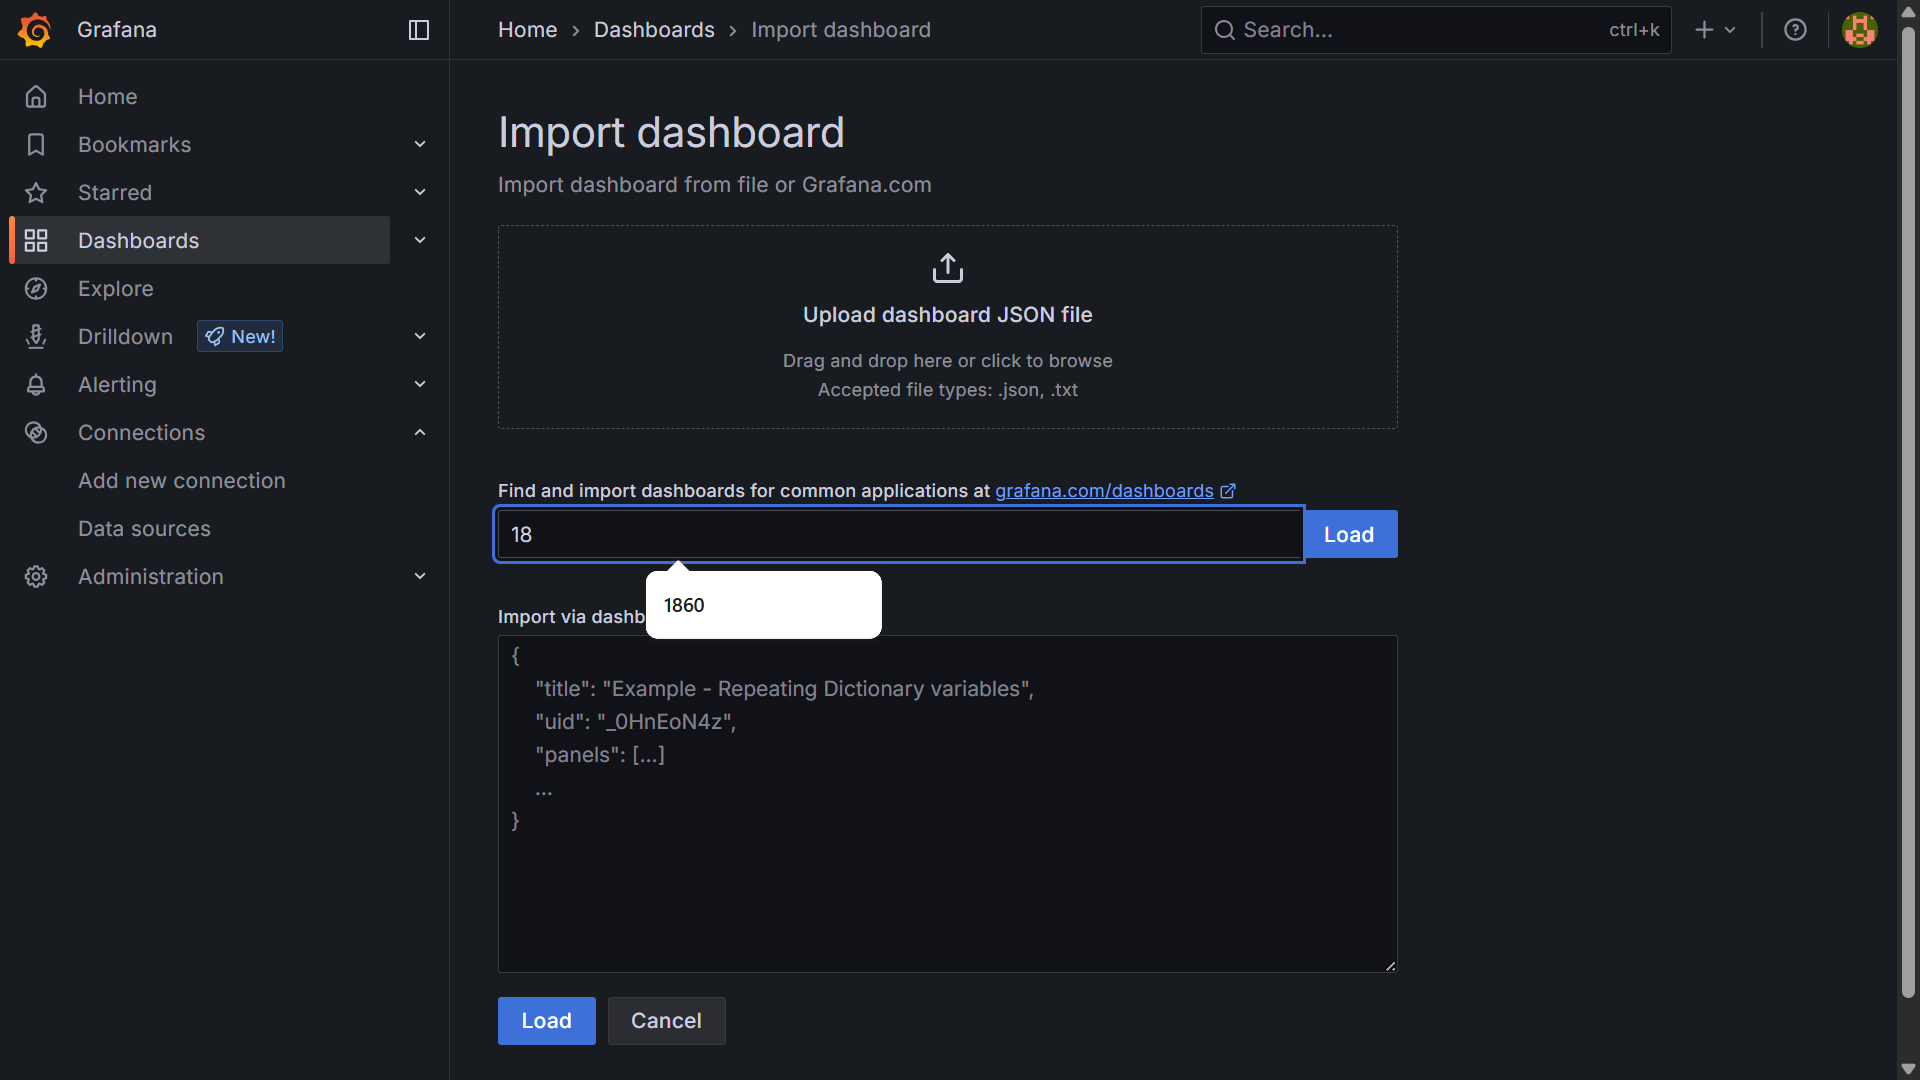 Grafana
Home
Dashboards
Import dashboard
Search...
ctrl+k
Home
Bookmarks
Starred
Dashboards
Explore
Drilldown
New!
Alerting
Connections
Add new connection
Data sources
Administration
Import dashboard
Import dashboard from file or Grafana.com
Upload dashboard JSON file
Drag and drop here or click to browse
Accepted file types: .json, .txt
Find and import dashboards for common applications at grafana.com/dashboards
18
Load
1860
Import via dashb
{
"title": "Example - Repeating Dictionary variables",
"uid": "_0HnEoN4z",
"panels": [...]
...
}
Load
Cancel